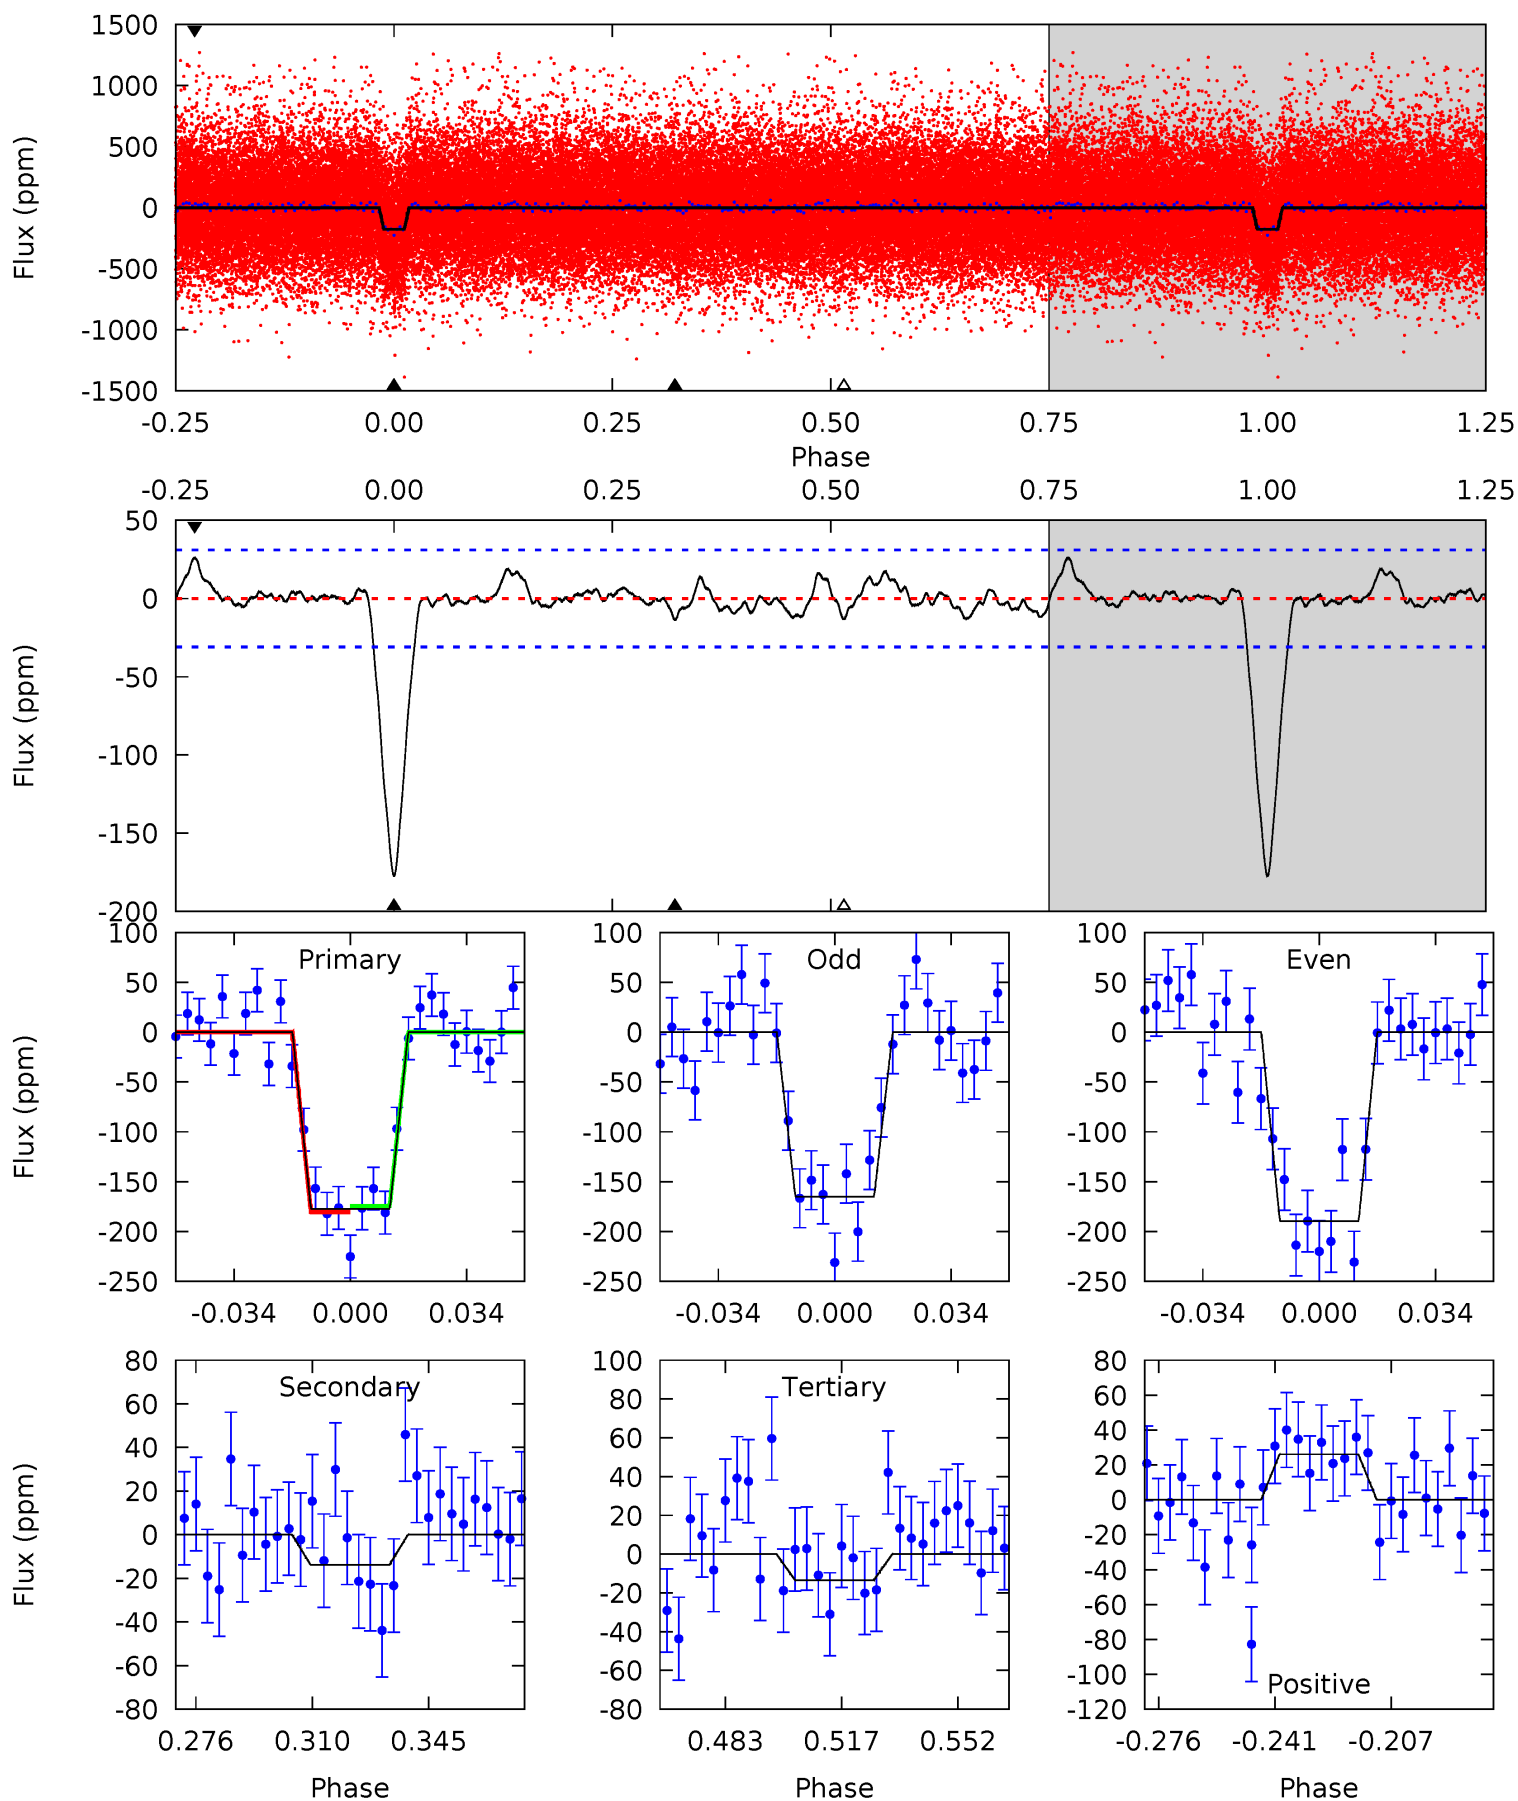 1500
1000
500
0
-500
-1000
-1500
Flux (ppm)
-0.25 0.00 0.25 0.50 0.75 1.00 1.25
Phase
-0.25 0.00 0.25 0.50 0.75 1.00 1.25
50
0
-50
-100
-150
-200
Flux (ppm)
100 50 0 -50 -100 -150 -200 -250
Flux (ppm)
Primary
-0.034 0.000 0.034
100 50 0 -50 -100 -150 -200 -250
Odd
-0.034 0.000 0.034
100 50 0 -50 -100 -150 -200 -250
Even
-0.034 0.000 0.034
80 60 40 20 0 -20 -40 -60 -80
Flux (ppm)
Secondary
0.276 0.310 0.345
Phase
100 80 60 40 20 0 -20 -40 -60 -80
Tertiary
0.483 0.517 0.552
Phase
80 60 40 20 0 -20 -40 -60 -80 -100 -120
Positive
-0.276 -0.241 -0.207
Phase